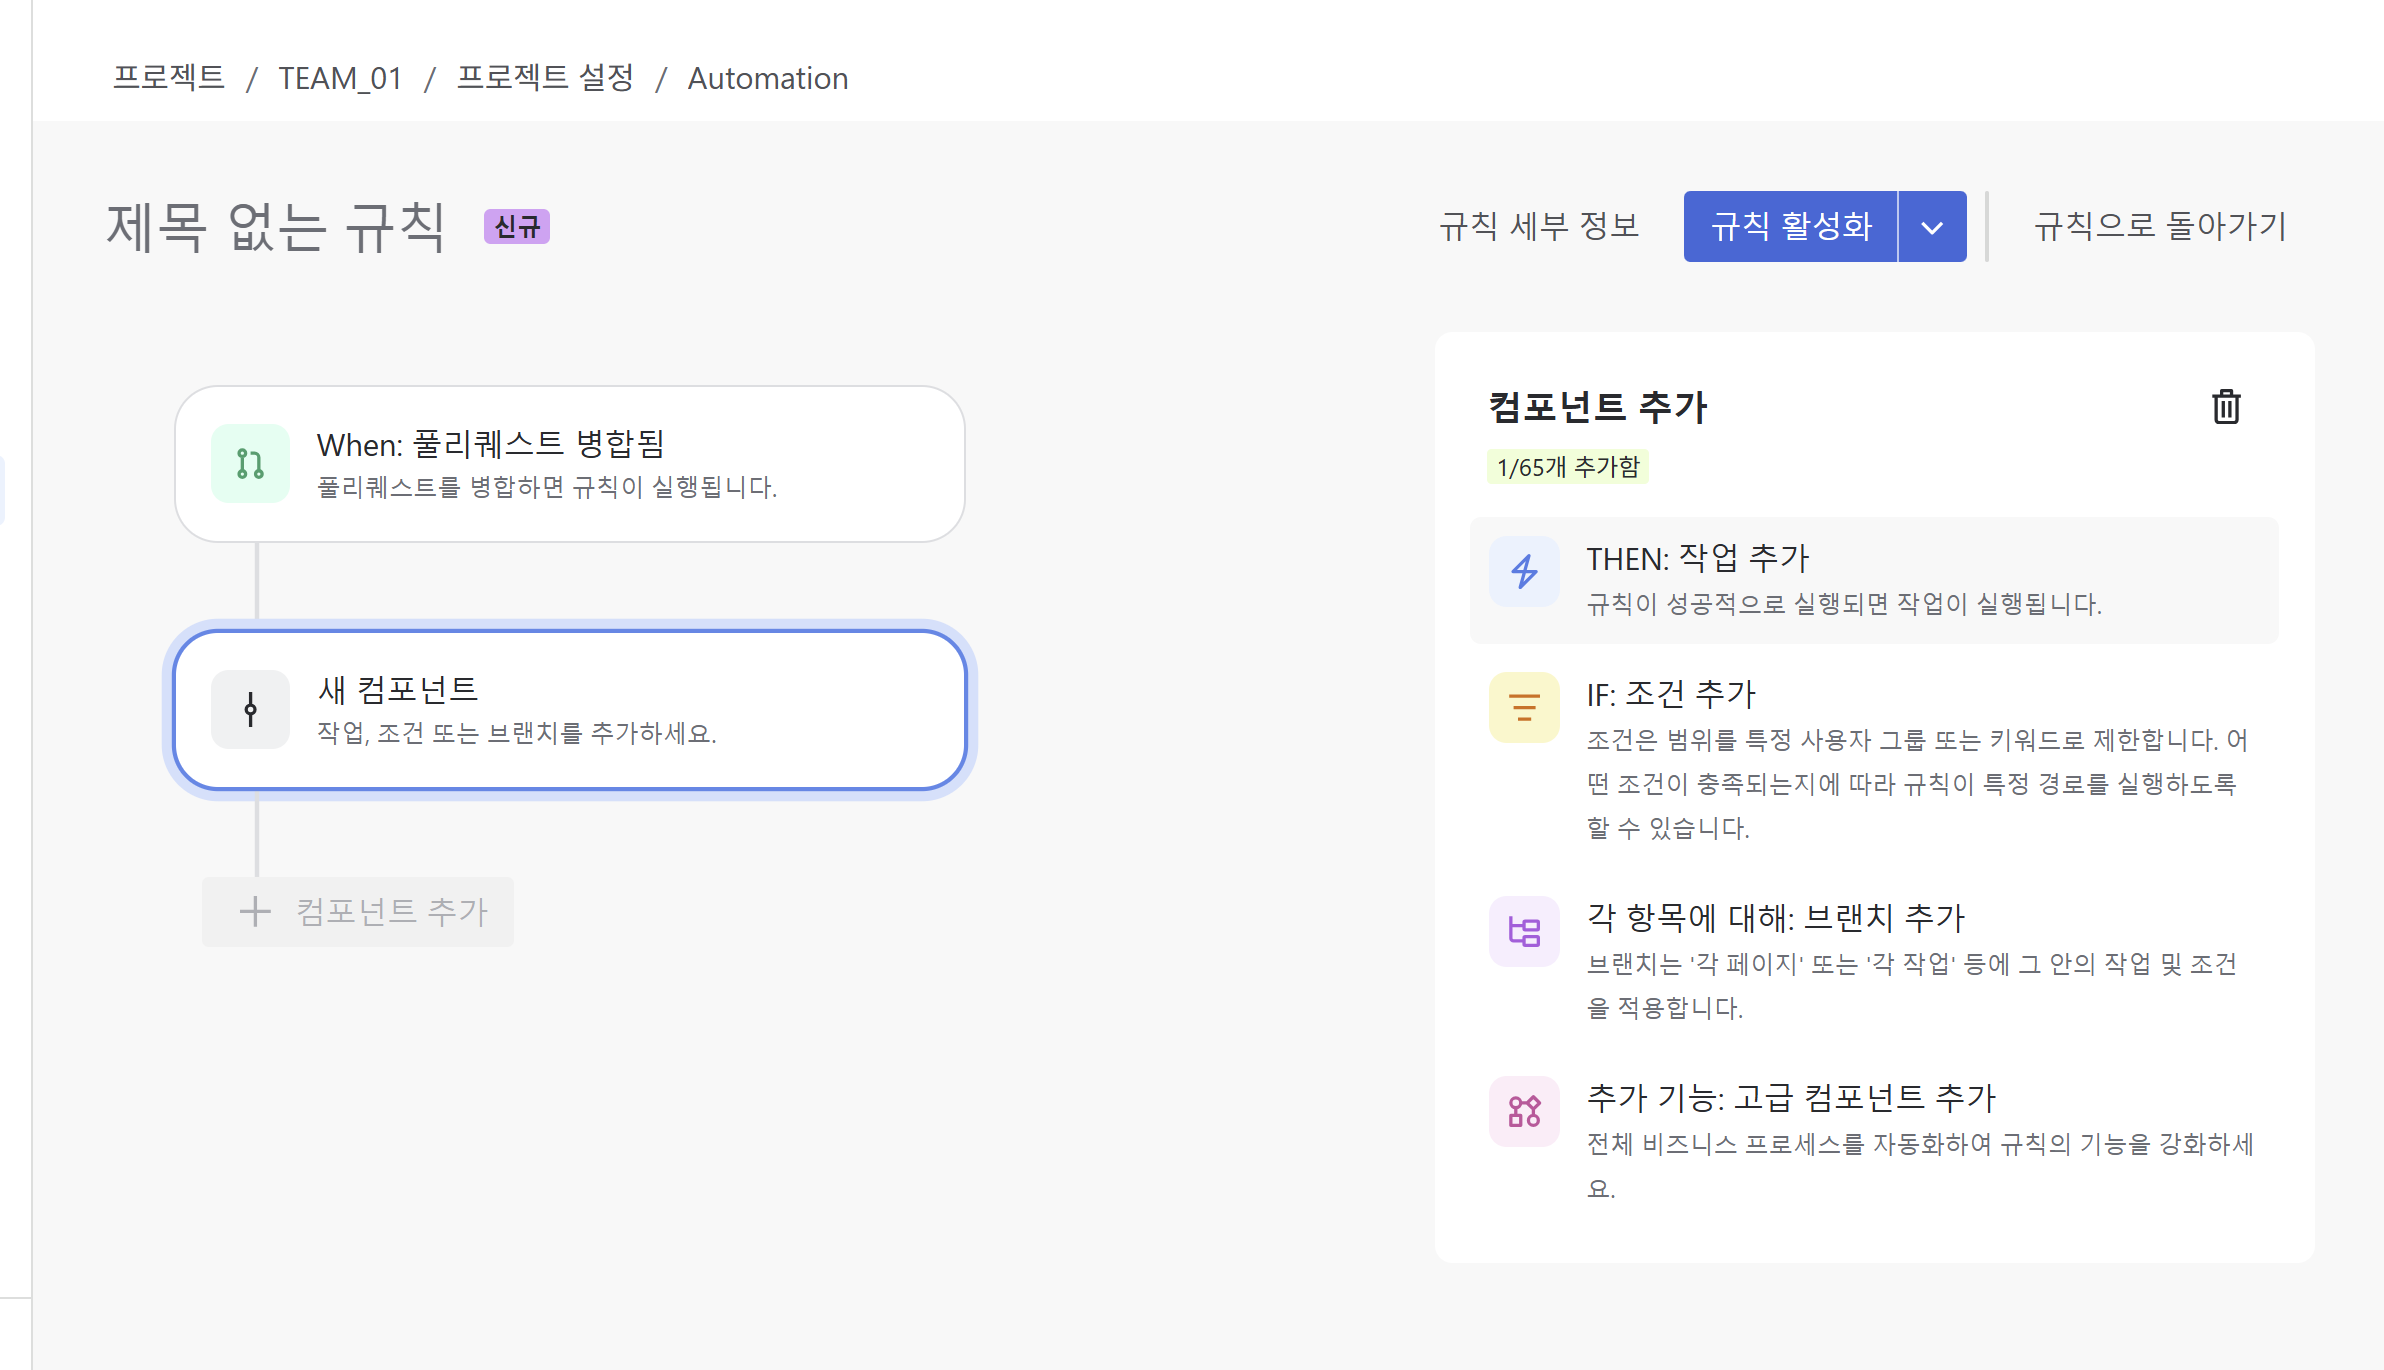 프로젝트 / TEAM_01 / 프로젝트 설정 / Automation
제목 없는 규칙 신규
규칙 세부 정보 규칙 활성화 규칙으로 돌아가기
When: 풀리퀘스트 병합됨
풀리퀘스트를 병합하면 규칙이 실행됩니다.
새 컴포넌트
작업, 조건 또는 브랜치를 추가하세요.
컴포넌트 추가
컴포넌트 추가
1/65개 추가함
THEN: 작업 추가
규칙이 성공적으로 실행되면 작업이 실행됩니다.
IF: 조건 추가
조건은 범위를 특정 사용자 그룹 또는 키워드로 제한합니다. 어
떤 조건이 충족되는지에 따라 규칙이 특정 경로를 실행하도록
할 수 있습니다.
각 항목에 대해: 브랜치 추가
브랜치는 '각 페이지' 또는 '각 작업' 등에 그 안의 작업 및 조건
을 적용합니다.
추가 기능: 고급 컴포넌트 추가
전체 비즈니스 프로세스를 자동화하여 규칙의 기능을 강화하세
요.